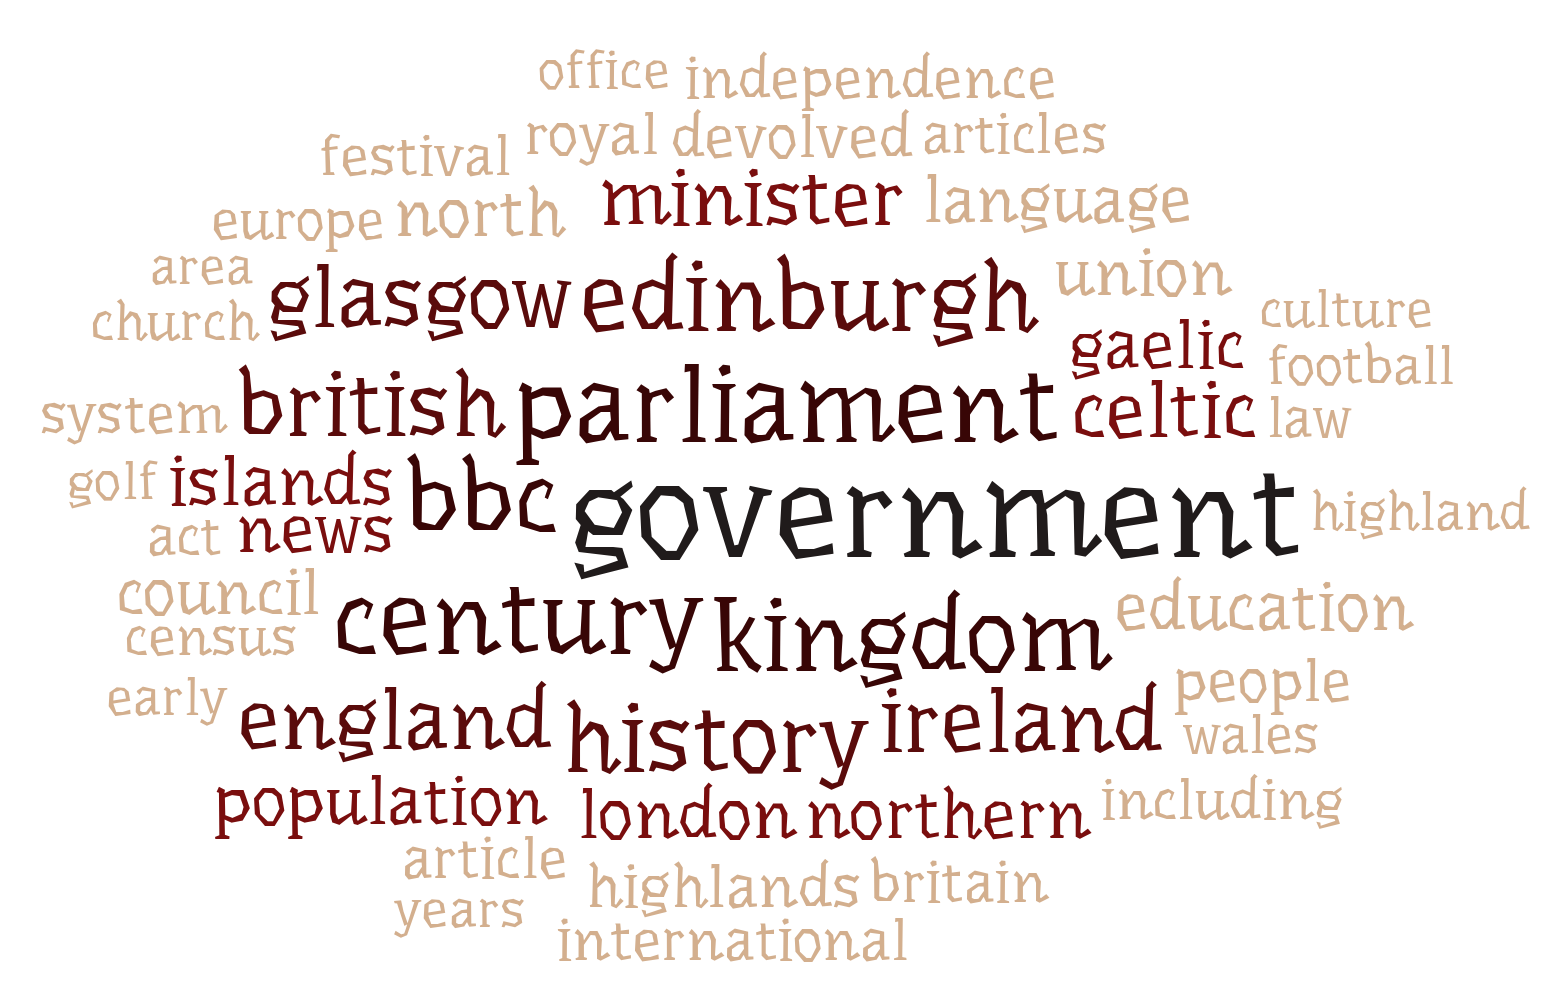 office independence
festival royal devolved articles
europe north minister language
area glasgow edinburgh union
church gaelic culture
football
system british parliament celtic law
golf islands bbc government highland
act news
council century kingdom education
census
early england history ireland people
wales
population london northern including
article highlands britain
years
international